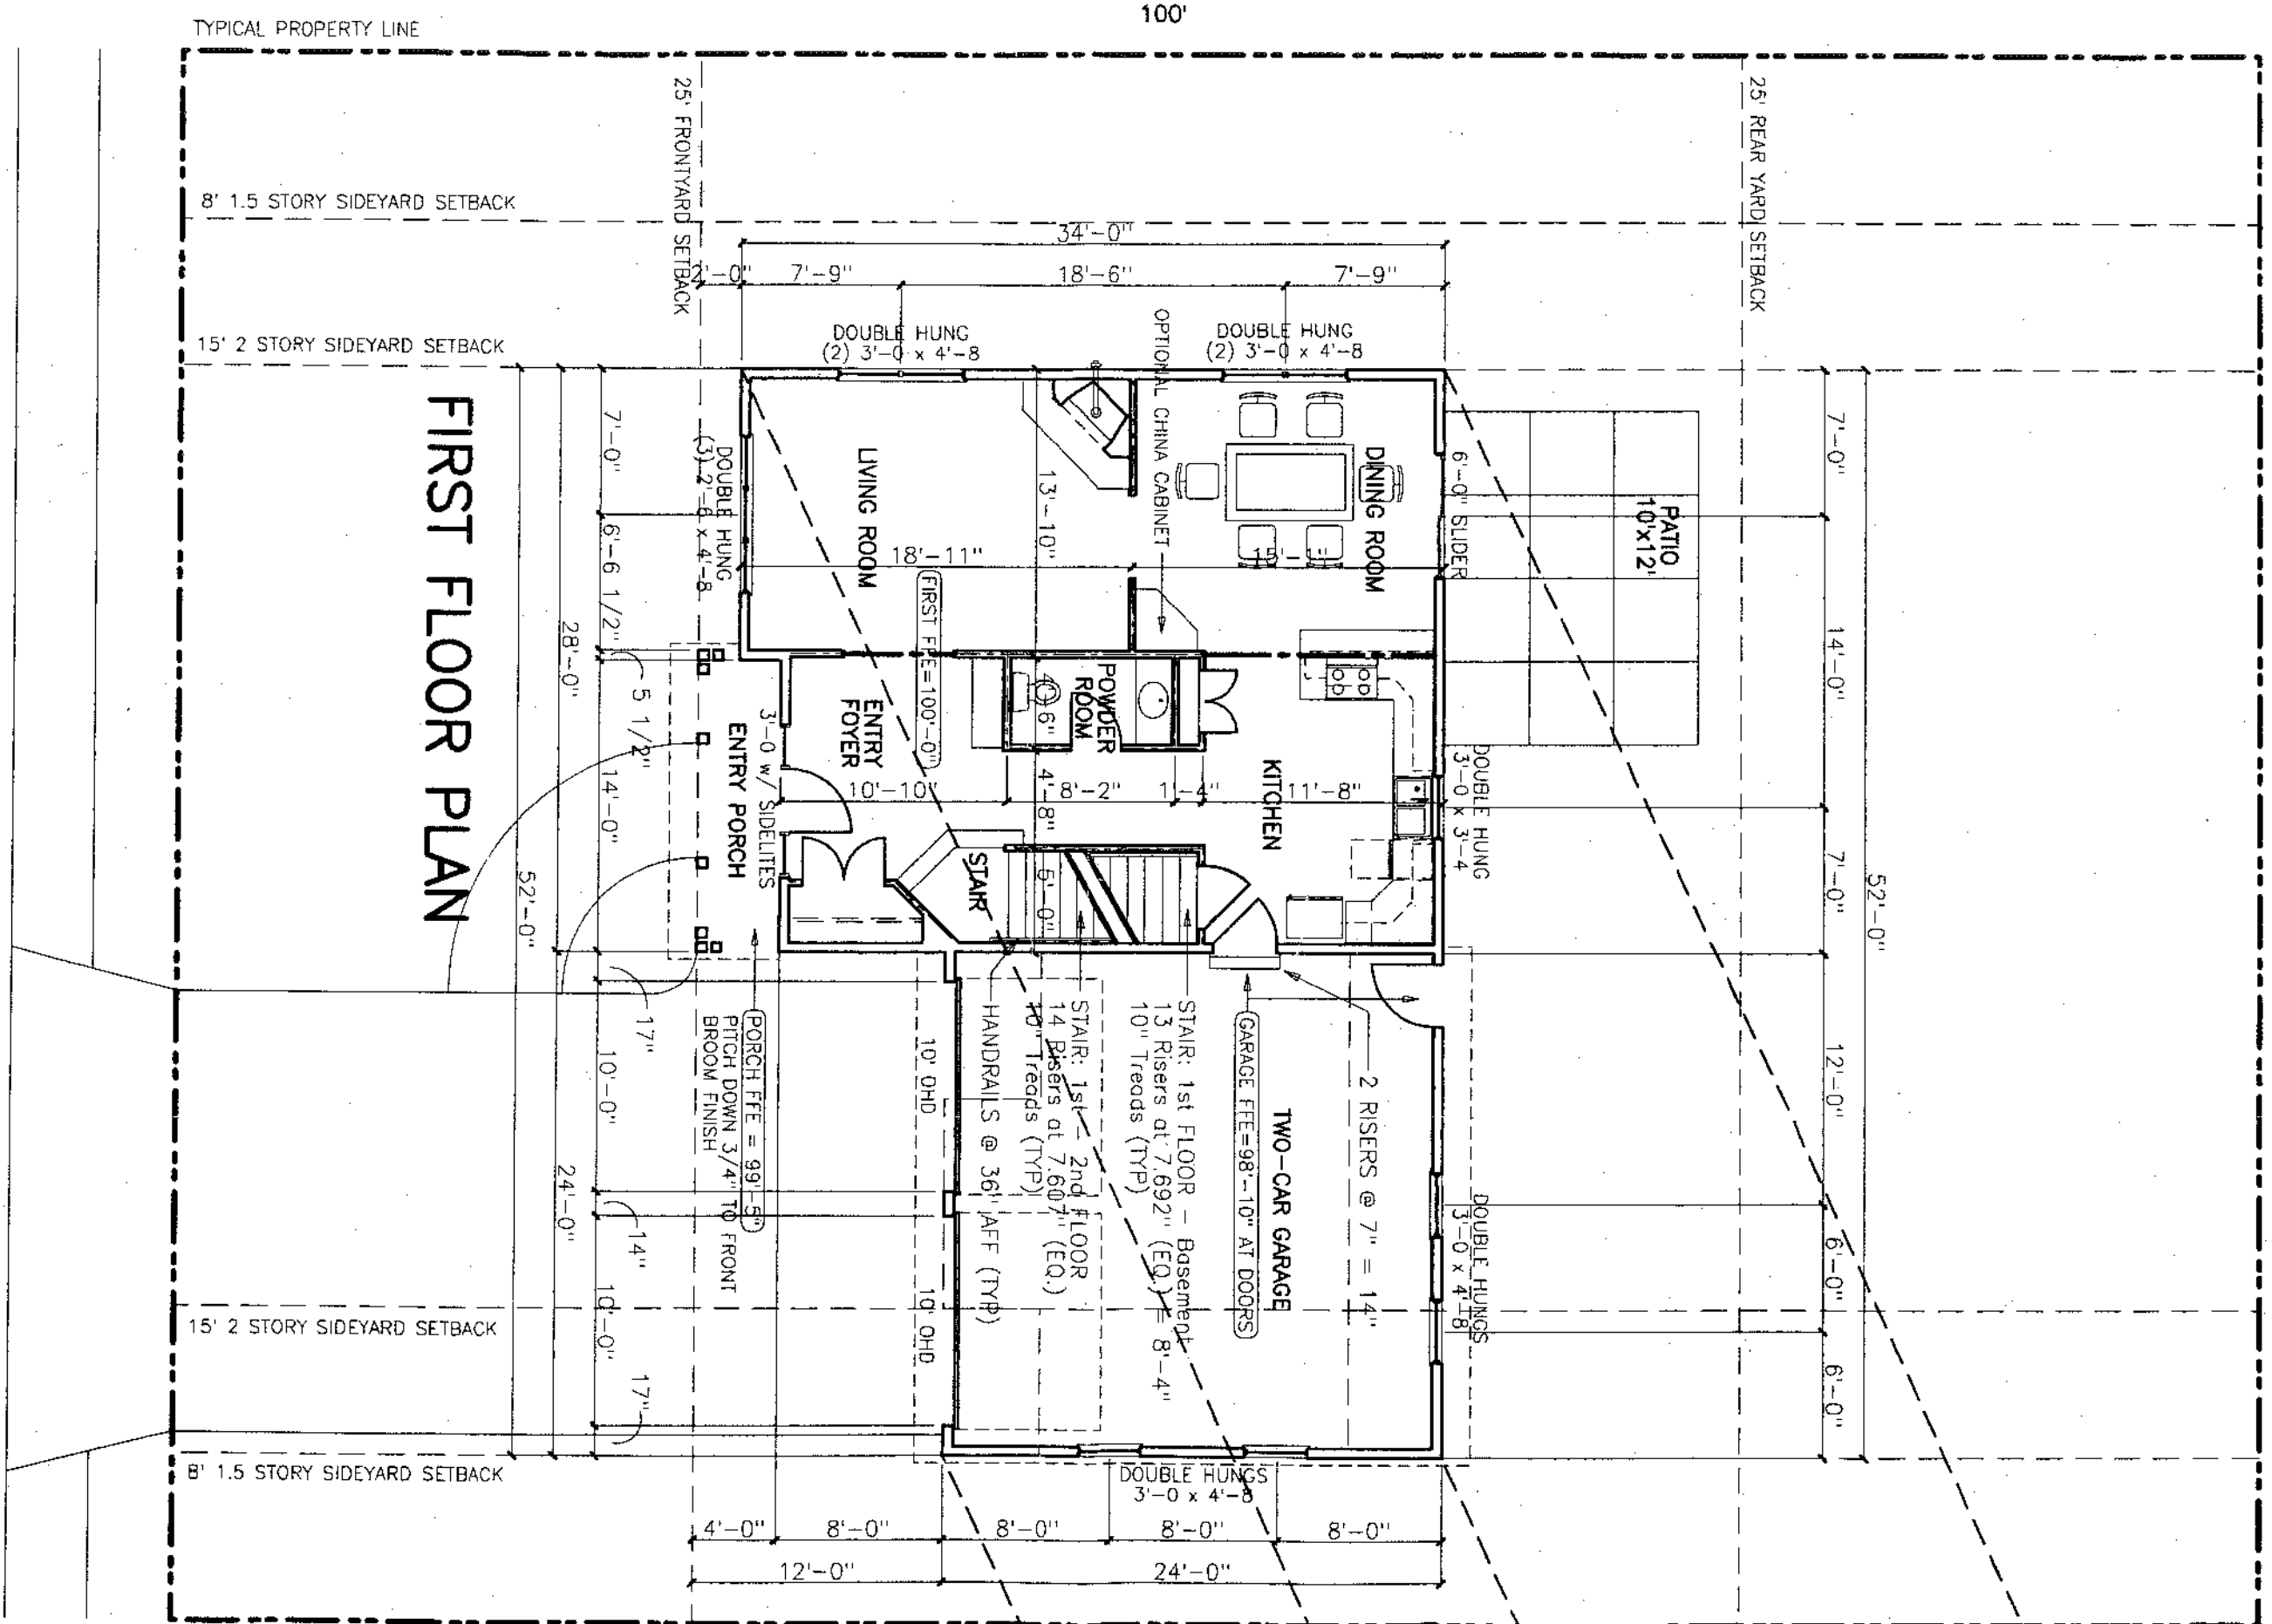 100'
TYPICAL PROPERTY LINE
25' FRONTYARD SETBACK
25' REAR YARD SETBACK
8' 1.5 STORY SIDEYARD SETBACK
34'-0"
2'-0"
7'-9"
18'-6"
7'-9"
15' 2 STORY SIDEYARD SETBACK
DOUBLE HUNG
(2) 3'-0 x 4'-8
OPTIONAL CHINA CABINET
DOUBLE HUNG
(2) 3'-0 x 4'-8
FIRST FLOOR PLAN
7'-0"
6'-6 1/2"
5 1/2"
14'-0"
28'-0"
52'-0"
DOUBLE HUNG
(3) 2'-6 x 4'-8
LIVING ROOM
18'-11"
13'-10"
DINING ROOM
15'-1"
6'-0" SLIDER
PATIO
10'x12'
7'-0"
14'-0"
7'-0"
52'-0"
FIRST FFE=100'-0"
ENTRY
FOYER
10'-10"
3'-0 w/ SIDELITES
ENTRY PORCH
POWDER
ROOM
4'-6"
4'-8"
8'-2"
1'-4"
11'-8"
KITCHEN
DOUBLE HUNG
3'-0 x 3'-4
STAIR
5'-0"
17"
10'-0"
14"
24'-0"
10'-0"
17"
PORCH FFE = 99'-5"
PITCH DOWN 3/4" TO FRONT
BROOM FINISH
10' OHD
10' OHD
HANDRAILS @ 36" AFF (TYP)
STAIR: 1st - 2nd FLOOR
14 Risers at 7.607" (EQ.)
10" Treads (TYP)
STAIR: 1st FLOOR - Basement
13 Risers at 7.692" (EQ.) = 8'-4"
10" Treads (TYP)
GARAGE FFE=98'-10" AT DOORS
TWO-CAR GARAGE
2 RISERS @ 7" = 14"
DOUBLE HUNGS
3'-0 x 4'-8
12'-0"
6'-0"
6'-0"
15' 2 STORY SIDEYARD SETBACK
8' 1.5 STORY SIDEYARD SETBACK
DOUBLE HUNGS
3'-0 x 4'-8
4'-0"
8'-0"
8'-0"
8'-0"
8'-0"
12'-0"
24'-0"